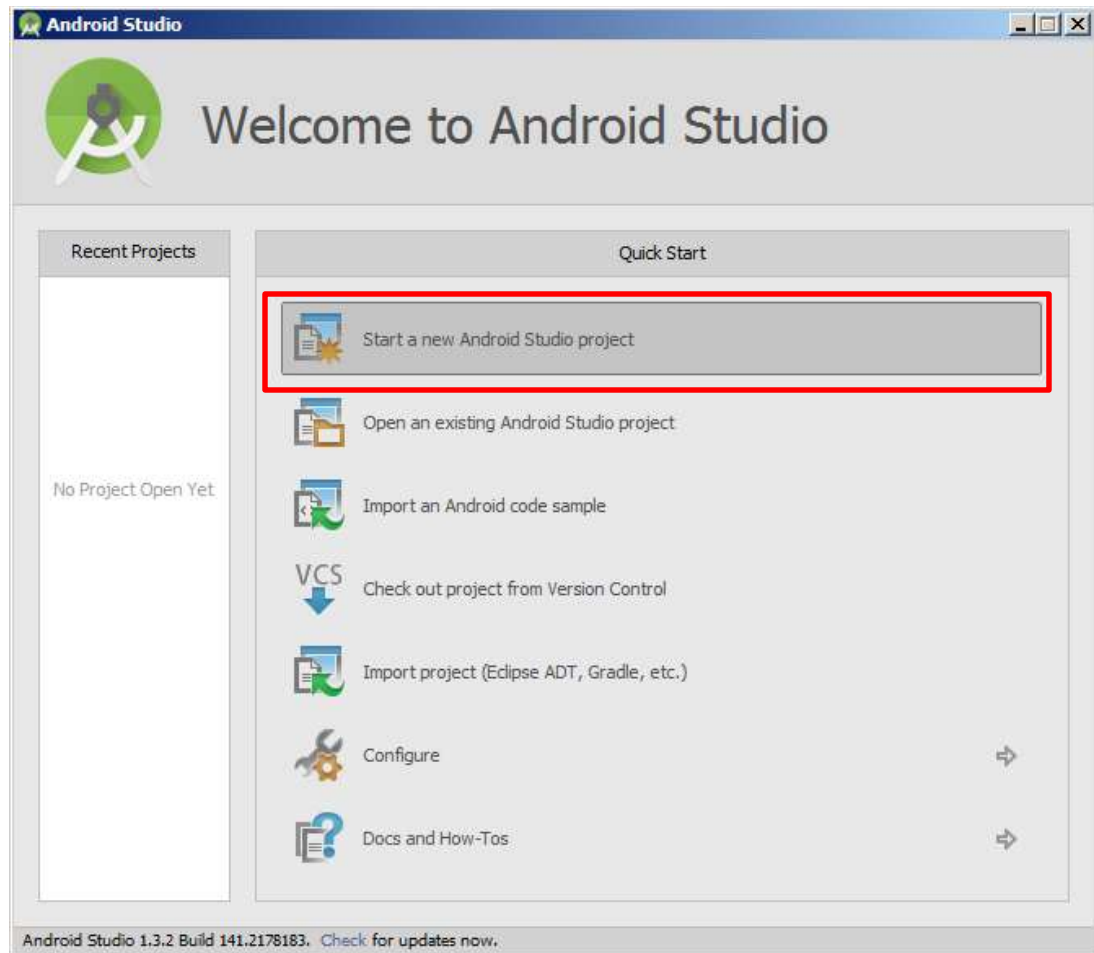 Android Studio
Welcome to Android Studio
Recent Projects
No Project Open Yet
Quick Start
Start a new Android Studio project
Open an existing Android Studio project
Import an Android code sample
VCS
Check out project from Version Control
Import project (Eclipse ADT, Gradle, etc.)
Configure
Docs and How-Tos
Android Studio 1.3.2 Build 141.2178183. Check for updates now.